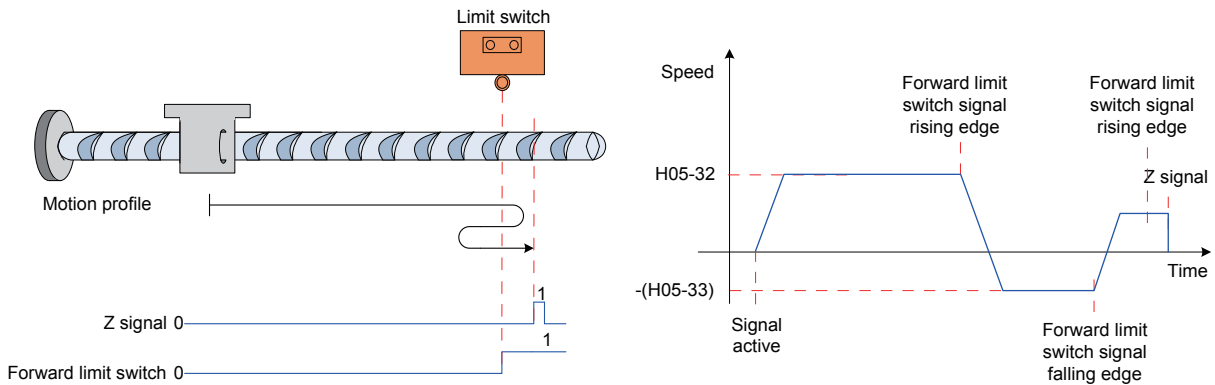 Limit switch
Motion profile
1
Z signal 0
1
Forward limit switch 0
Speed
Forward limit
switch signal
rising edge
Forward limit
switch signal
rising edge
H05-32
Z signal
Time
-(H05-33)
Signal
active
Forward limit
switch signal
falling edge